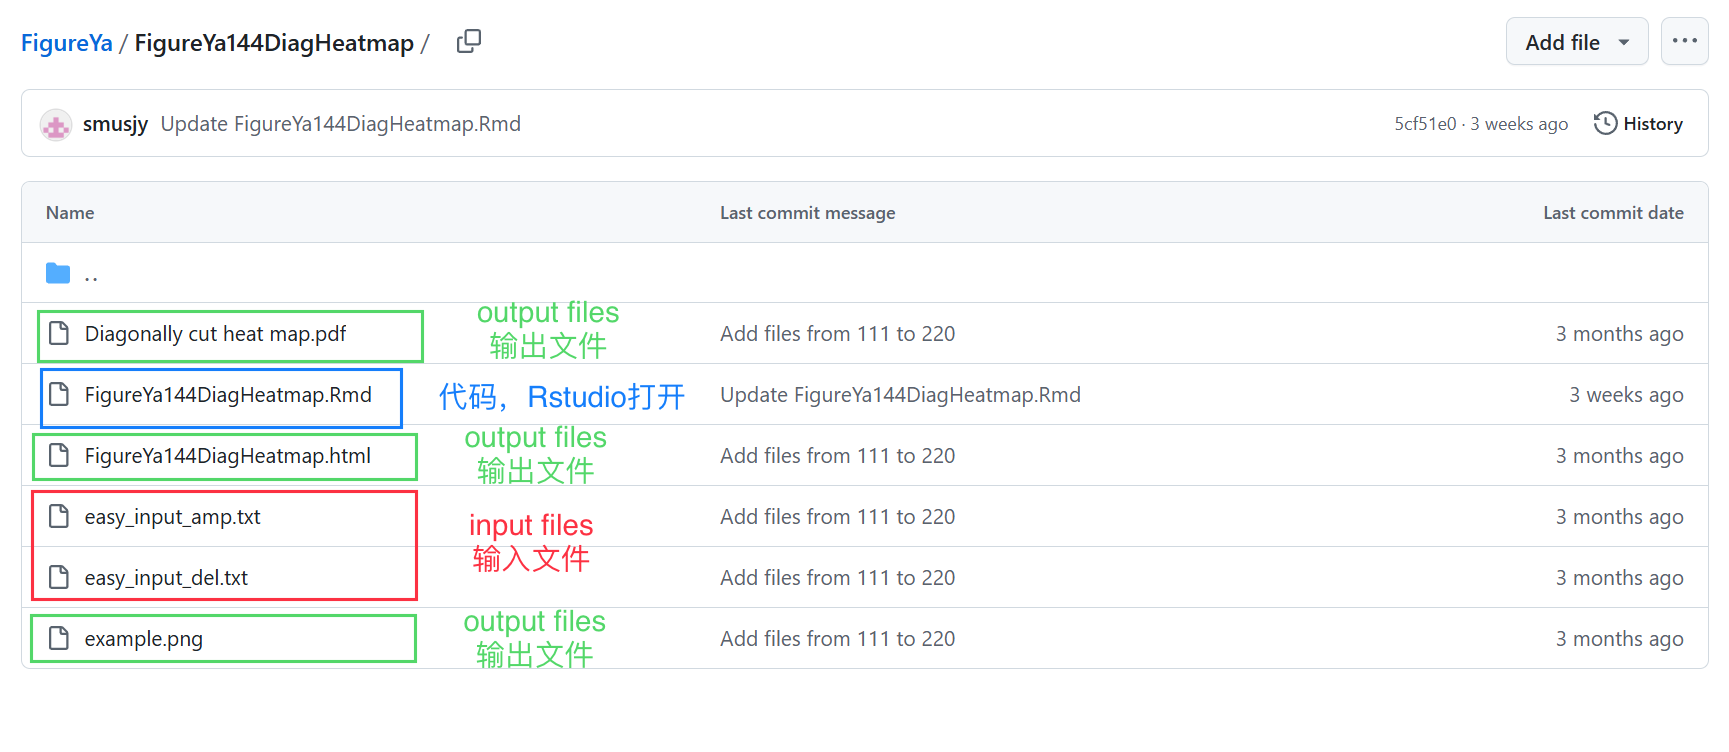 FigureYa / FigureYa144DiagHeatmap /
Add file
smusjy Update FigureYa144DiagHeatmap.Rmd
5cf51e0 · 3 weeks ago
History
Name Last commit message Last commit date
..
Diagonally cut heat map.pdf
output files
输出文件
Add files from 111 to 220 3 months ago
FigureYa144DiagHeatmap.Rmd
代码，Rstudio打开
Update FigureYa144DiagHeatmap.Rmd 3 weeks ago
FigureYa144DiagHeatmap.html
output files
输出文件
Add files from 111 to 220 3 months ago
easy_input_amp.txt
input files
输入文件
Add files from 111 to 220 3 months ago
easy_input_del.txt
Add files from 111 to 220 3 months ago
example.png
output files
输出文件
Add files from 111 to 220 3 months ago